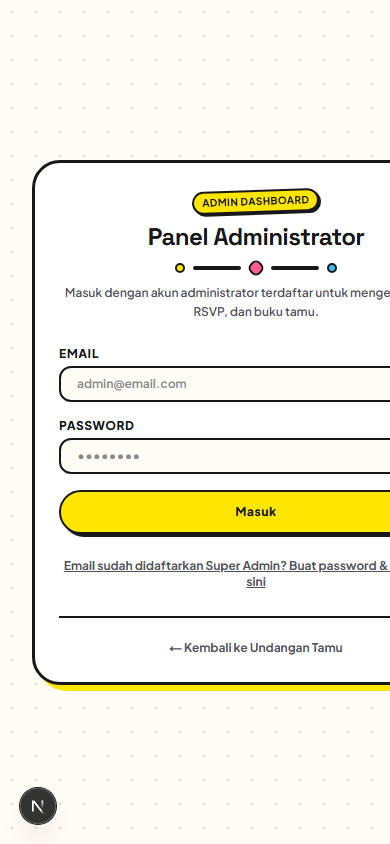 ADMIN DASHBOARD
Panel Administrator
Masuk dengan akun administrator terdaftar untuk menge
RSVP, dan buku tamu.
EMAIL
admin@email.com
PASSWORD
●●●●●●●●
Masuk
Email sudah didaftarkan Super Admin? Buat password &
sini
← Kembali ke Undangan Tamu
N